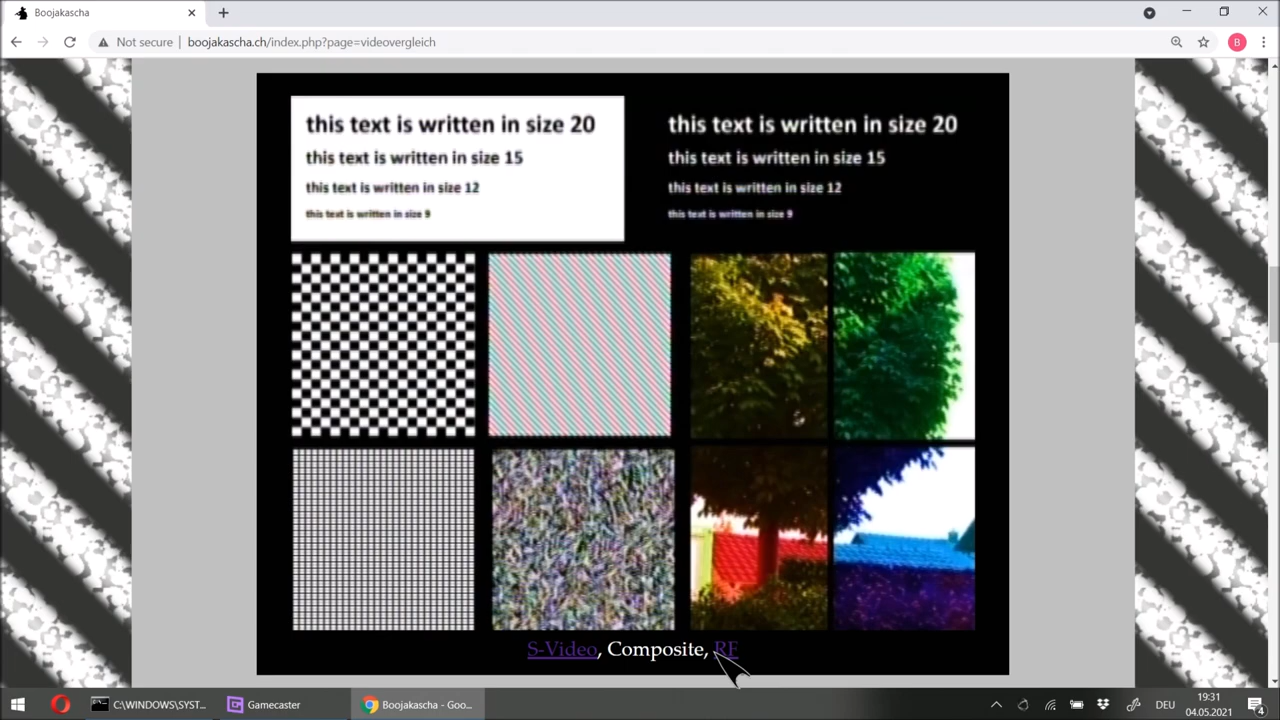 Boojakascha
Not secure
boojakascha.ch/index.php?page=videovergleich
B
this text is written in size 20
this text is written in size 15
this text is written in size 12
this text is written in size 9
this text is written in size 20
this text is written in size 15
this text is written in size 12
this text is written in size 9
S-Video, Composite, RF
C:\WINDOWS\SYST...
Gamecaster
Boojakascha - Goo...
DEU
19:31
04.05.2021
4